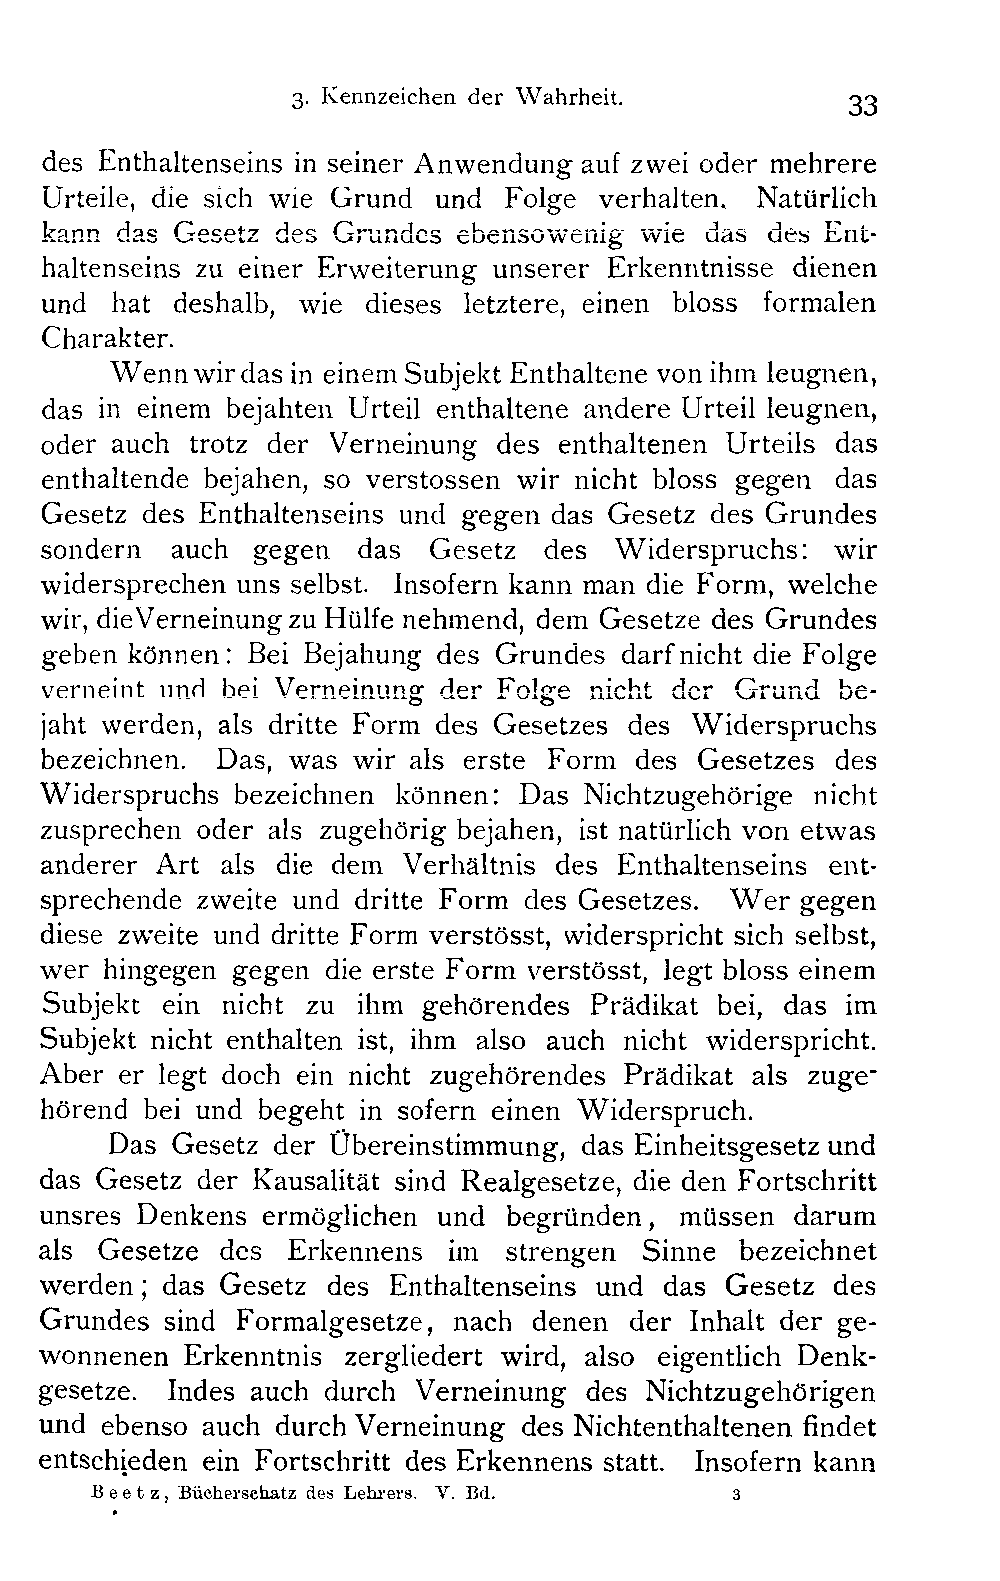 3. Kennzeichen der Wahrheit. 33
des Enthaltenseins in seiner Anwendung auf zwei oder mehrere
Urteile, die sich wie Grund und Folge verhalten. Natürlich
kann das Gesetz des Grundes ebensowenig wie das des Ent-
haltenseins zu einer Erweiterung unserer Erkenntnisse dienen
und hat deshalb, wie dieses letztere, einen bloss formalen
Charakter.
Wenn wir das in einem Subjekt Enthaltene von ihm leugnen,
das in einem bejahten Urteil enthaltene andere Urteil leugnen,
oder auch trotz der Verneinung des enthaltenen Urteils das
enthaltende bejahen, so verstossen wir nicht bloss gegen das
Gesetz des Enthaltenseins und gegen das Gesetz des Grundes
sondern auch gegen das Gesetz des Widerspruchs: wir
widersprechen uns selbst. Insofern kann man die Form, welche
wir, die Verneinung zu Hülfe nehmend, dem Gesetze des Grundes
geben können: Bei Bejahung des Grundes darf nicht die Folge
verneint und bei Verneinung der Folge nicht der Grund be-
jaht werden, als dritte Form des Gesetzes des Widerspruchs
bezeichnen. Das, was wir als erste Form des Gesetzes des
Widerspruchs bezeichnen können: Das Nichtzugehörige nicht
zusprechen oder als zugehörig bejahen, ist natürlich von etwas
anderer Art als die dem Verhältnis des Enthaltenseins ent-
sprechende zweite und dritte Form des Gesetzes. Wer gegen
diese zweite und dritte Form verstösst, widerspricht sich selbst,
wer hingegen gegen die erste Form verstösst, legt bloss einem
Subjekt ein nicht zu ihm gehörendes Prädikat bei, das im
Subjekt nicht enthalten ist, ihm also auch nicht widerspricht.
Aber er legt doch ein nicht zugehörendes Prädikat als zuge-
hörend bei und begeht in sofern einen Widerspruch.
Das Gesetz der Übereinstimmung, das Einheitsgesetz und
das Gesetz der Kausalität sind Realgesetze, die den Fortschritt
unsres Denkens ermöglichen und begründen, müssen darum
als Gesetze des Erkennens im strengen Sinne bezeichnet
werden; das Gesetz des Enthaltenseins und das Gesetz des
Grundes sind Formalgesetze, nach denen der Inhalt der ge-
wonnenen Erkenntnis zergliedert wird, also eigentlich Denk-
gesetze. Indes auch durch Verneinung des Nichtzugehörigen
und ebenso auch durch Verneinung des Nichtenthaltenen findet
entschieden ein Fortschritt des Erkennens statt. Insofern kann
Beetz, Bücherschatz des Lehrers. V. Bd. 3